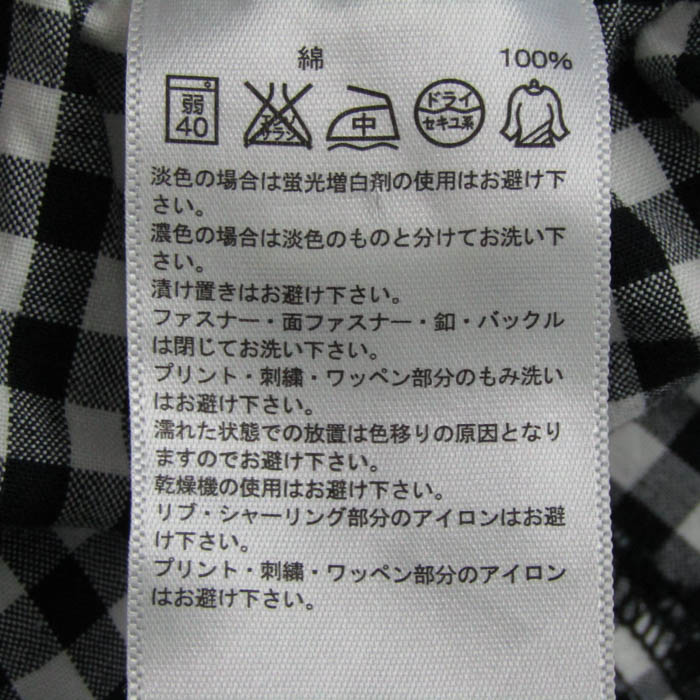 綿 100%
弱 40 エンソ サラシ 中 ドライ セキユ系
淡色の場合は蛍光増白剤の使用はお避け下
さい。
濃色の場合は淡色のものと分けてお洗い下
さい。
漬け置きはお避け下さい。
ファスナー・面ファスナー・釦・バックル
は閉じてお洗い下さい。
プリント・刺繍・ワッペン部分のもみ洗い
はお避け下さい。
濡れた状態での放置は色移りの原因となり
ますのでお避け下さい。
乾燥機の使用はお避け下さい。
リブ・シャーリング部分のアイロンはお避
け下さい。
プリント・刺繍・ワッペン部分のアイロン
はお避け下さい。